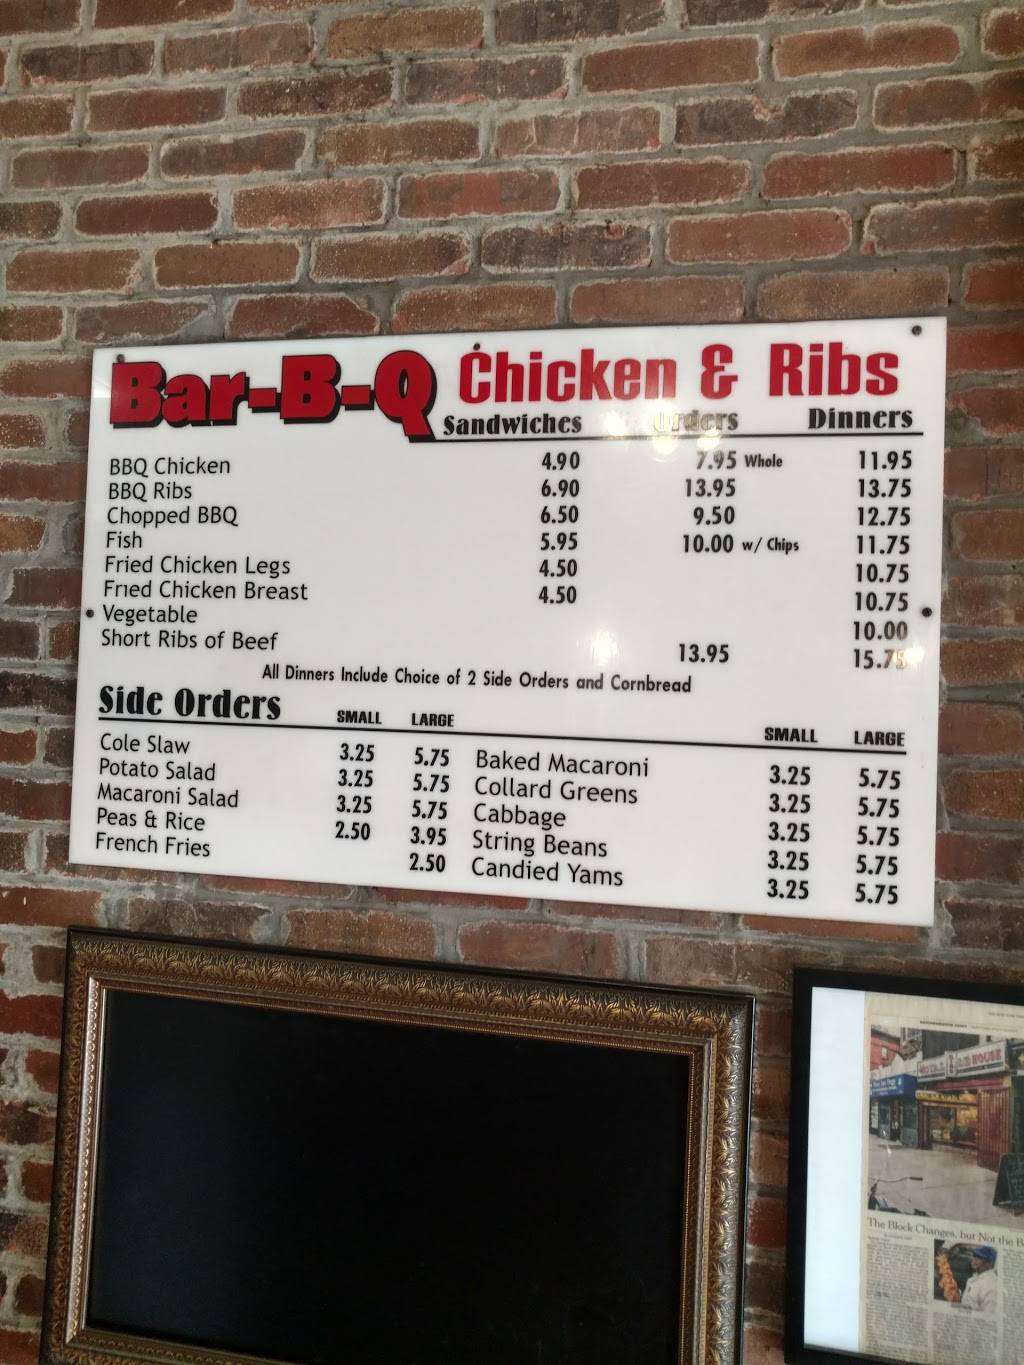 Bar-B-Q Chicken & Ribs
Sandwiches Orders Dinners
BBQ Chicken 4.90 7.95 Whole 11.95
BBQ Ribs 6.90 13.95 13.75
Chopped BBQ 6.50 9.50 12.75
Fish 5.95 10.00 w/ Chips 11.75
Fried Chicken Legs 4.50 10.75
Fried Chicken Breast 4.50 10.75
Vegetable 10.00
Short Ribs of Beef 13.95 15.75
All Dinners Include Choice of 2 Side Orders and Cornbread
Side Orders SMALL LARGE SMALL LARGE
Cole Slaw 3.25 5.75 Baked Macaroni 3.25 5.75
Potato Salad 3.25 5.75 Collard Greens 3.25 5.75
Macaroni Salad 3.25 5.75 Cabbage 3.25 5.75
Peas & Rice 2.50 3.95 String Beans 3.25 5.75
French Fries 2.50 Candied Yams 3.25 5.75
The Block Changes, but Not the